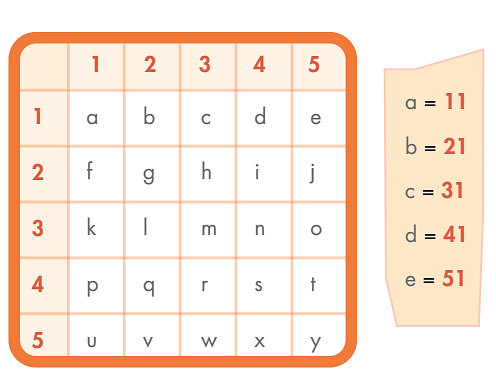 1 2 3 4 5
1 a b c d e
2 f g h i j
3 k l m n o
4 p q r s t
5 u v w x y
a = 11
b = 21
c = 31
d = 41
e = 51